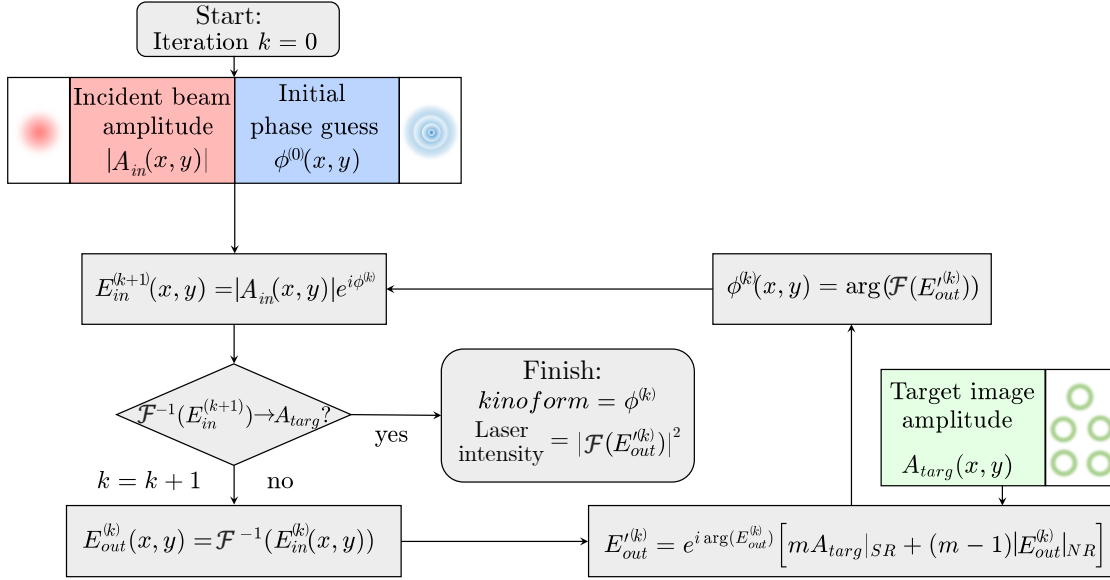 Start:
Iteration k = 0
Incident beam
amplitude
|A_in(x, y)|
Initial
phase guess
ϕ^(0)(x, y)
E_in^(k+1)(x, y) = |A_in(x, y)|e^{iϕ^(k)}
ϕ^(k)(x, y) = arg(ℱ(E′_out^(k)))
ℱ^−1(E_in^(k+1)) → A_targ?
yes
Finish:
kinoform = ϕ^(k)
Laser
intensity = |ℱ(E′_out^(k))|^2
Target image
amplitude
A_targ(x, y)
k = k + 1
no
E_out^(k)(x, y) = ℱ^−1(E_in^(k)(x, y))
E′_out^(k) = e^{i arg(E_out^(k))} [mA_targ|_SR + (m − 1)|E_out^(k)|_NR]